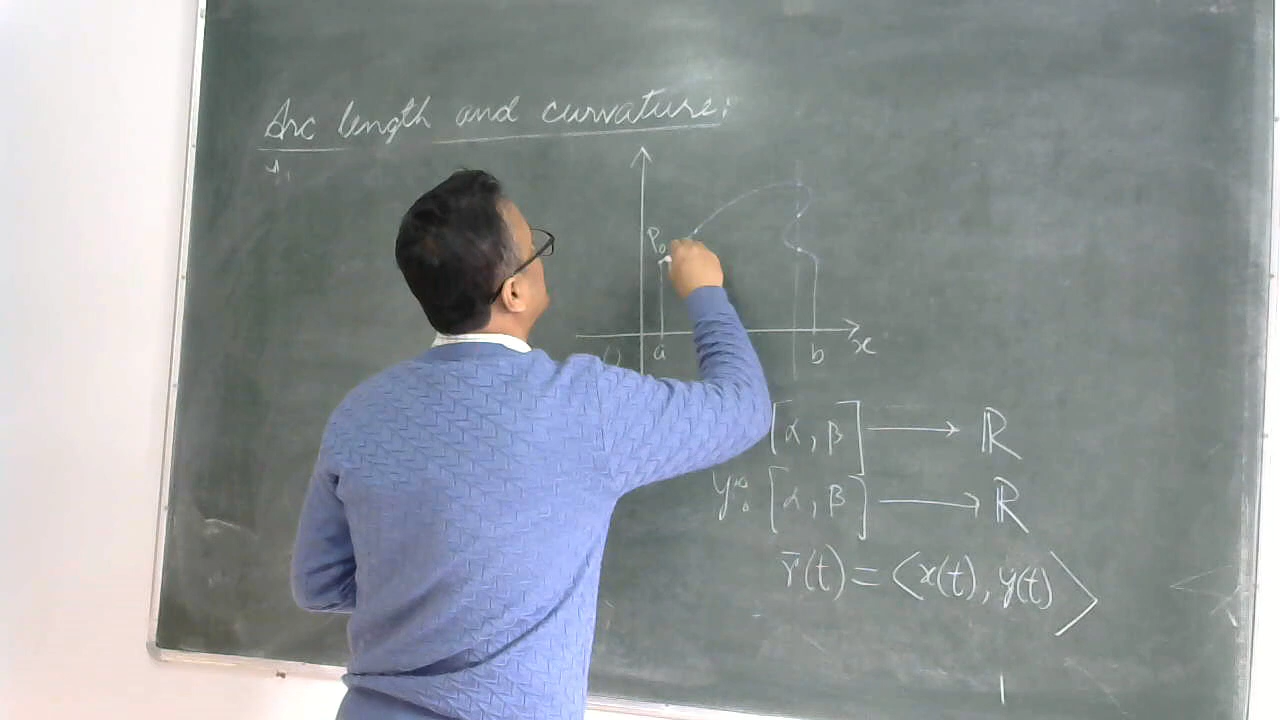 Arc length and curvature:
P₀
a b x
[α, β] → ℝ
y: [α, β] → ℝ
r̄(t) = ⟨x(t), y(t)⟩